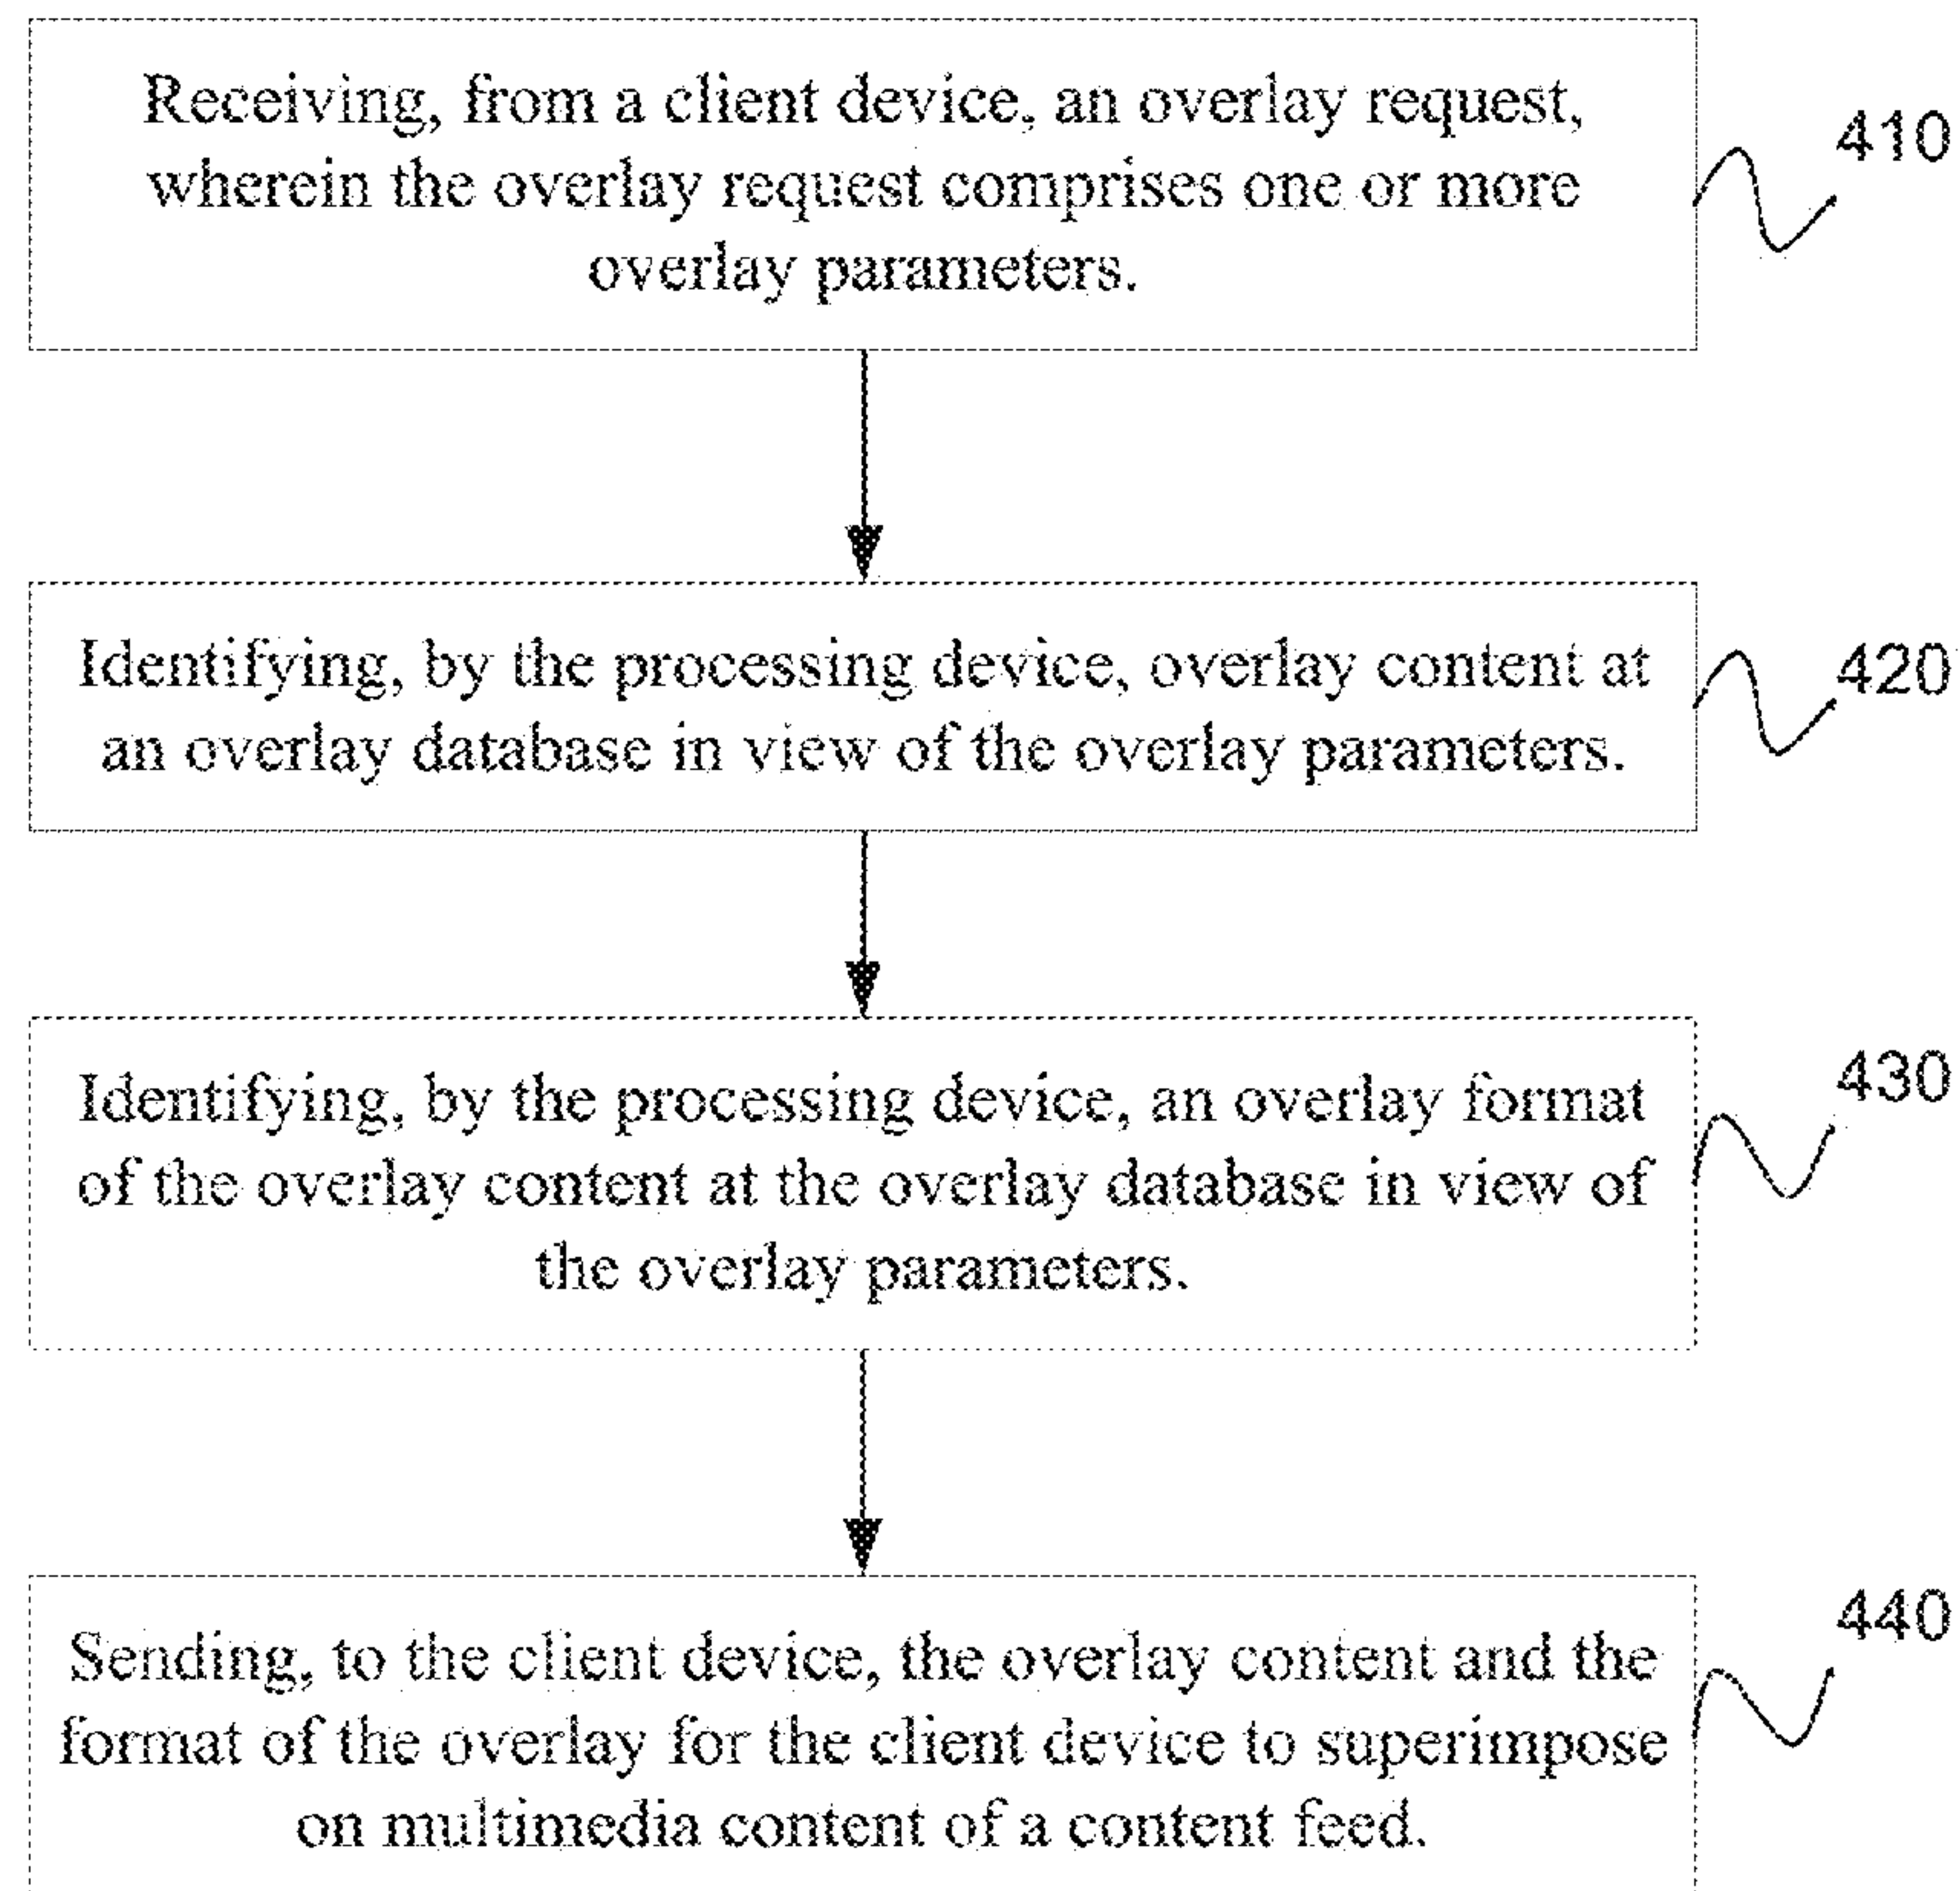 Receiving, from a client device, an overlay request,
wherein the overlay request comprises one or more
overlay parameters.
410
Identifying, by the processing device, overlay content at
an overlay database in view of the overlay parameters.
420
Identifying, by the processing device, an overlay format
of the overlay content at the overlay database in view of
the overlay parameters.
430
Sending, to the client device, the overlay content and the
format of the overlay for the client device to superimpose
on multimedia content of a content feed.
440